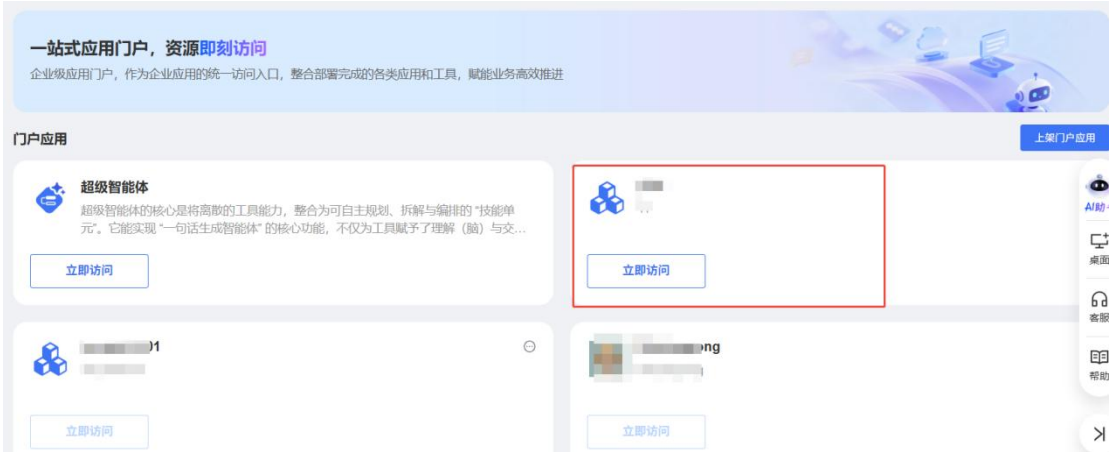 一站式应用门户，资源即刻访问
企业级应用门户，作为企业应用的统一访问入口，整合部署完成的各类应用和工具，赋能业务高效推进
门户应用
上架门户应用
超级智能体
超级智能体的核心是将离散的工具能力，整合为可自主规划、拆解与编排的“技能单
元”。它能实现“一句话生成智能体”的核心功能，不仅为工具赋予了理解（脑）与交...
立即访问
立即访问
01
ong
立即访问
立即访问
AI助
桌面
客服
帮助